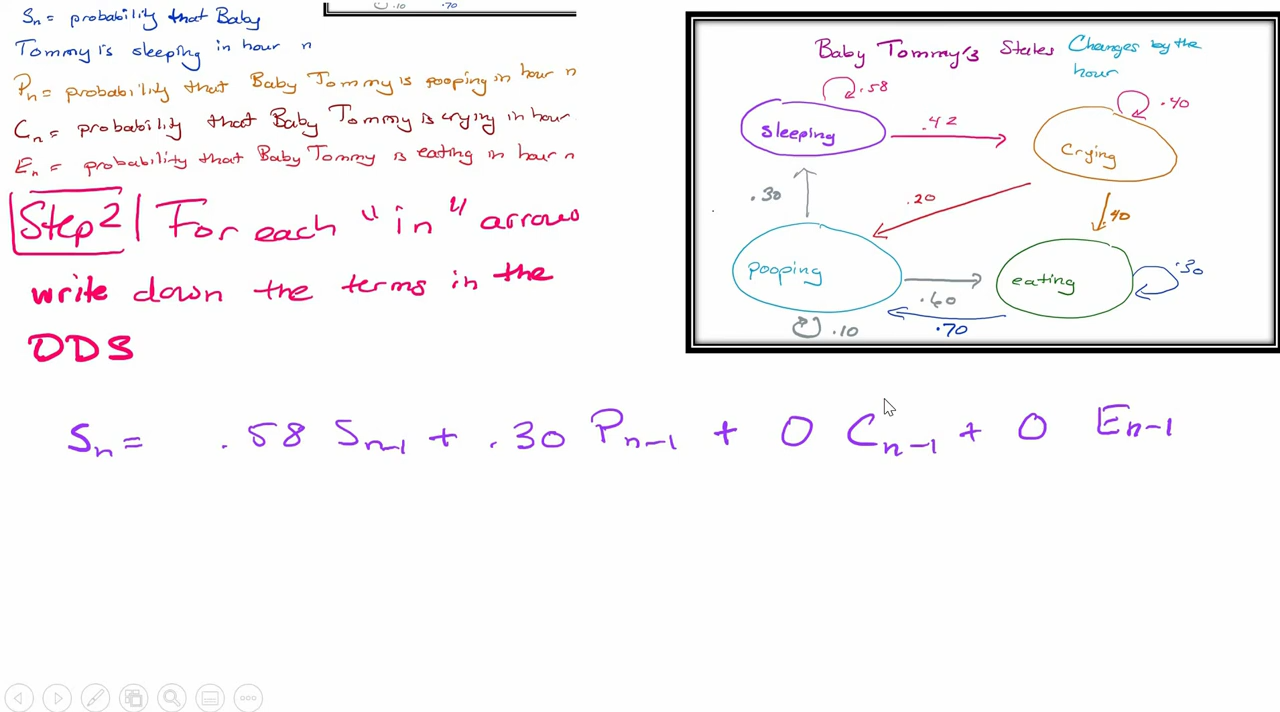 .10 .70
Sn = probability that Baby
Tommy is sleeping in hour n
Pn = probability that Baby Tommy is pooping in hour n
Cn = probability that Baby Tommy is crying in hour
En = probability that Baby Tommy is eating in hour n
Step 2 For each "in" arrows
write down the terms in the
DDS
Baby Tommy's States Changes by the
hour
.58
.40
sleeping
.42
Crying
.30
.20
.40
pooping
eating
.30
.60
.10
.70
Sn = .58 Sn-1 + .30 Pn-1 + 0 Cn-1 + 0 En-1